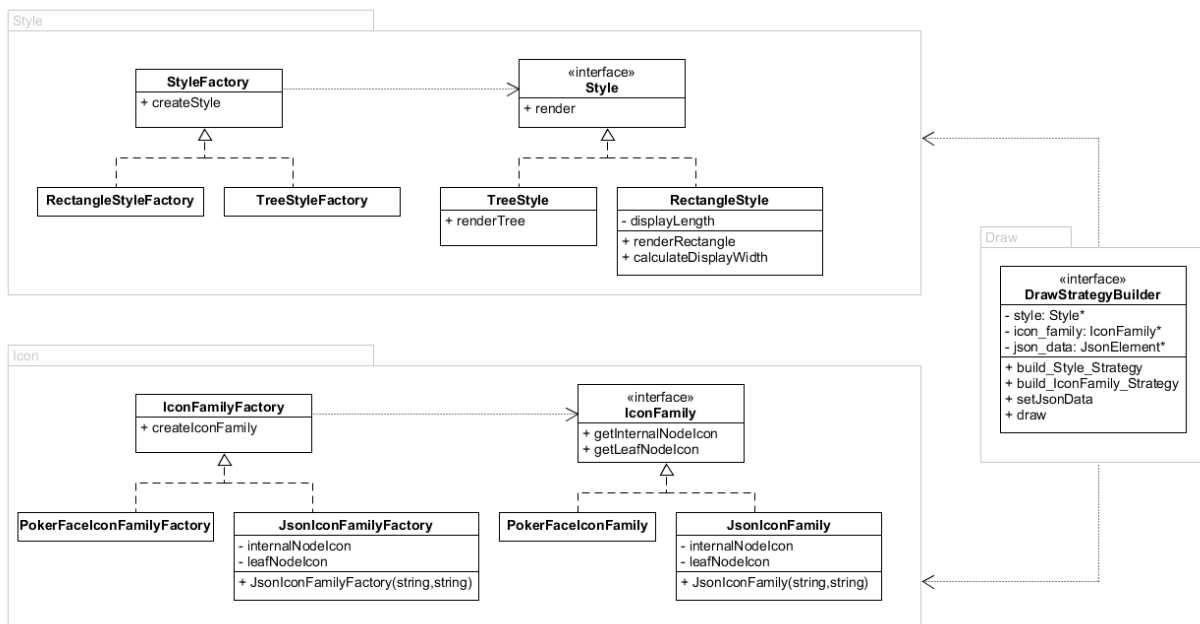 Style
StyleFactory
+ createStyle
«interface»
Style
+ render
RectangleStyleFactory
TreeStyleFactory
TreeStyle
+ renderTree
RectangleStyle
- displayLength
+ renderRectangle
+ calculateDisplayWidth
Draw
«interface»
DrawStrategyBuilder
- style: Style*
- icon_family: IconFamily*
- json_data: JsonElement*
+ build_Style_Strategy
+ build_IconFamily_Strategy
+ setJsonData
+ draw
Icon
IconFamilyFactory
+ createIconFamily
«interface»
IconFamily
+ getInternalNodeIcon
+ getLeafNodeIcon
PokerFaceIconFamilyFactory
JsonIconFamilyFactory
- internalNodeIcon
- leafNodeIcon
+ JsonIconFamilyFactory(string,string)
PokerFaceIconFamily
JsonIconFamily
- internalNodeIcon
- leafNodeIcon
+ JsonIconFamily(string,string)